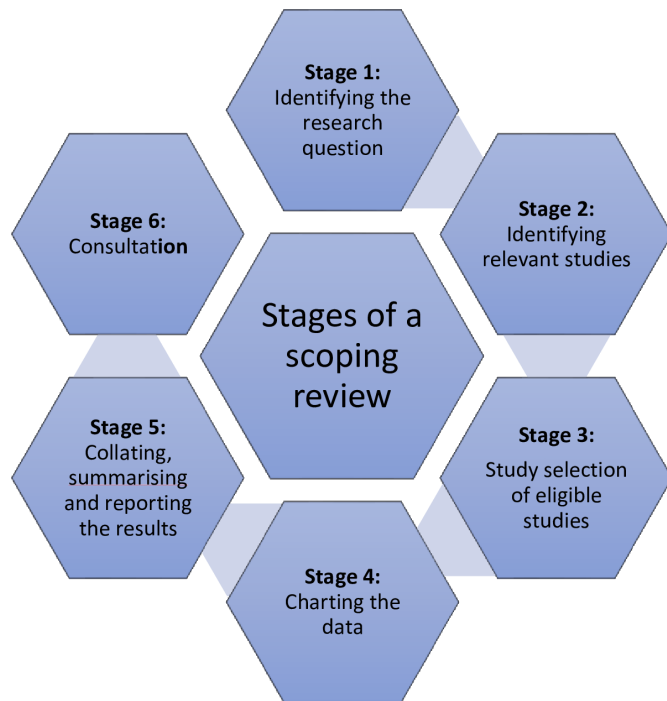 Stage 1:
Identifying the
research
question
Stage 2:
Identifying
relevant studies
Stage 3:
Study selection
of eligible
studies
Stage 4:
Charting the
data
Stage 5:
Collating,
summarising
and reporting
the results
Stage 6:
Consultation
Stages of a
scoping
review